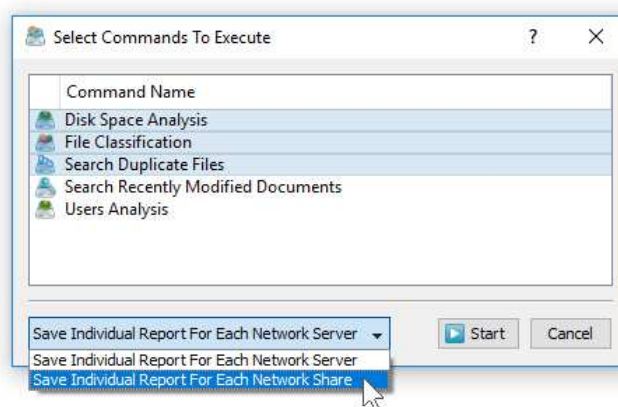 Select Commands To Execute ?
Command Name
Disk Space Analysis
File Classification
Search Duplicate Files
Search Recently Modified Documents
Users Analysis
Save Individual Report For Each Network Server Start Cancel
Save Individual Report For Each Network Server
Save Individual Report For Each Network Share